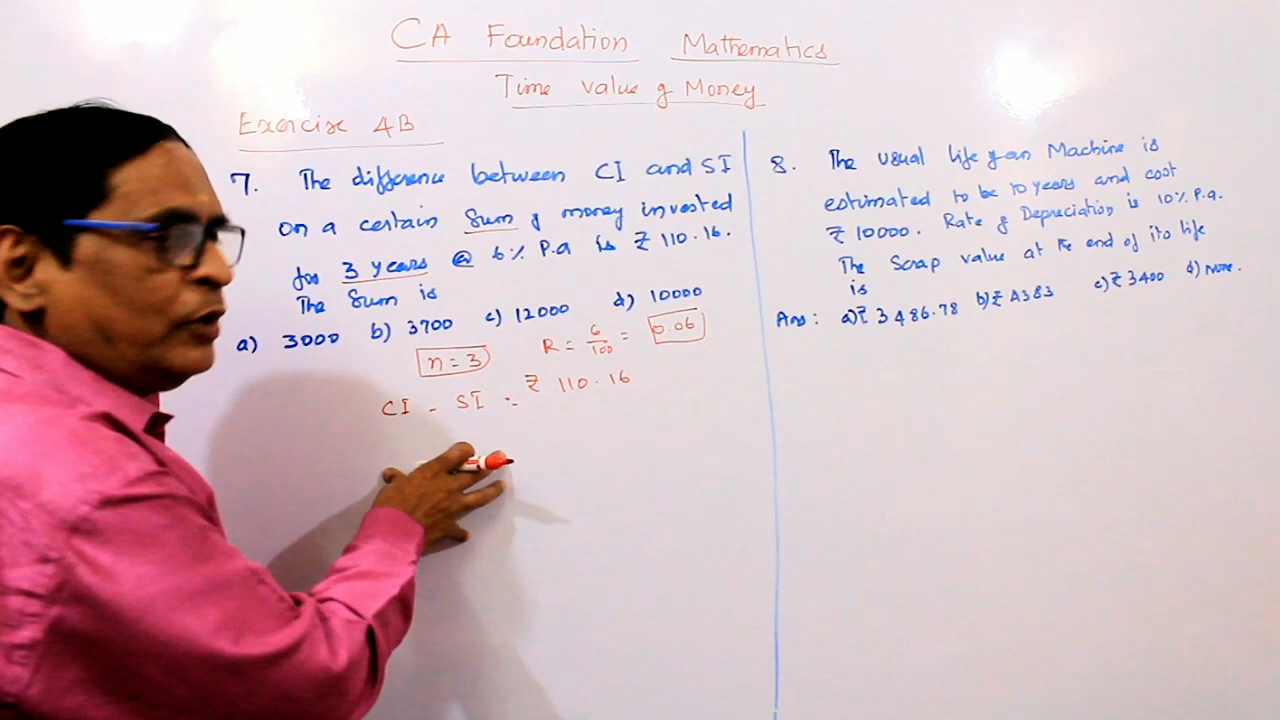 CA Foundation Mathematics
Time Value of Money
Exercise 4B
7. The difference between CI and SI
on a certain Sum of money invested
for 3 years @ 6% P.a is ₹ 110.16.
The Sum is
a) 3000 b) 3700 c) 12000 d) 10000
n = 3 R = 6/100 = 0.06
CI - SI = ₹ 110.16
8. The usual life of an Machine is
estimated to be 10 years and cost
₹ 10000. Rate of Depreciation is 10% P.a.
The Scrap value at the end of its life
is
Ans: a) ₹ 3486.78 b) ₹ 4383 c) ₹ 3400 d) None.